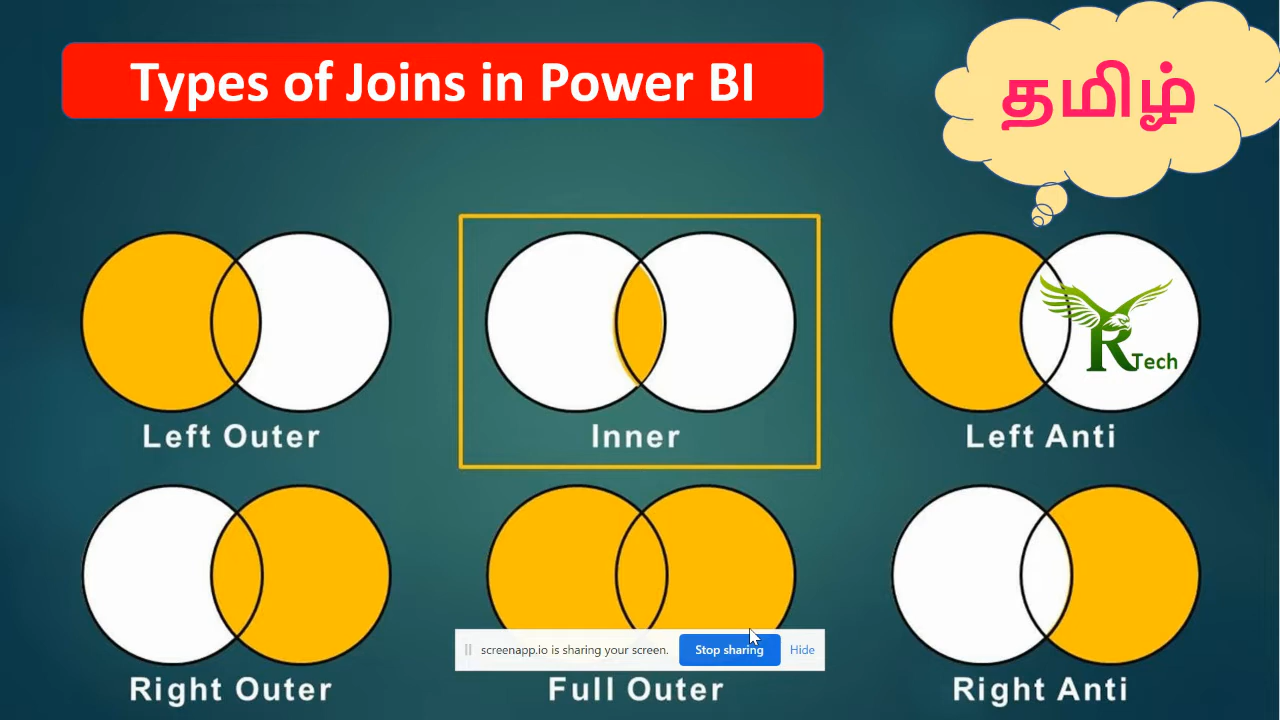 Types of Joins in Power BI
தமிழ்
R Tech
Left Outer
Inner
Left Anti
screenapp.io is sharing your screen. Stop sharing Hide
Right Outer
Full Outer
Right Anti